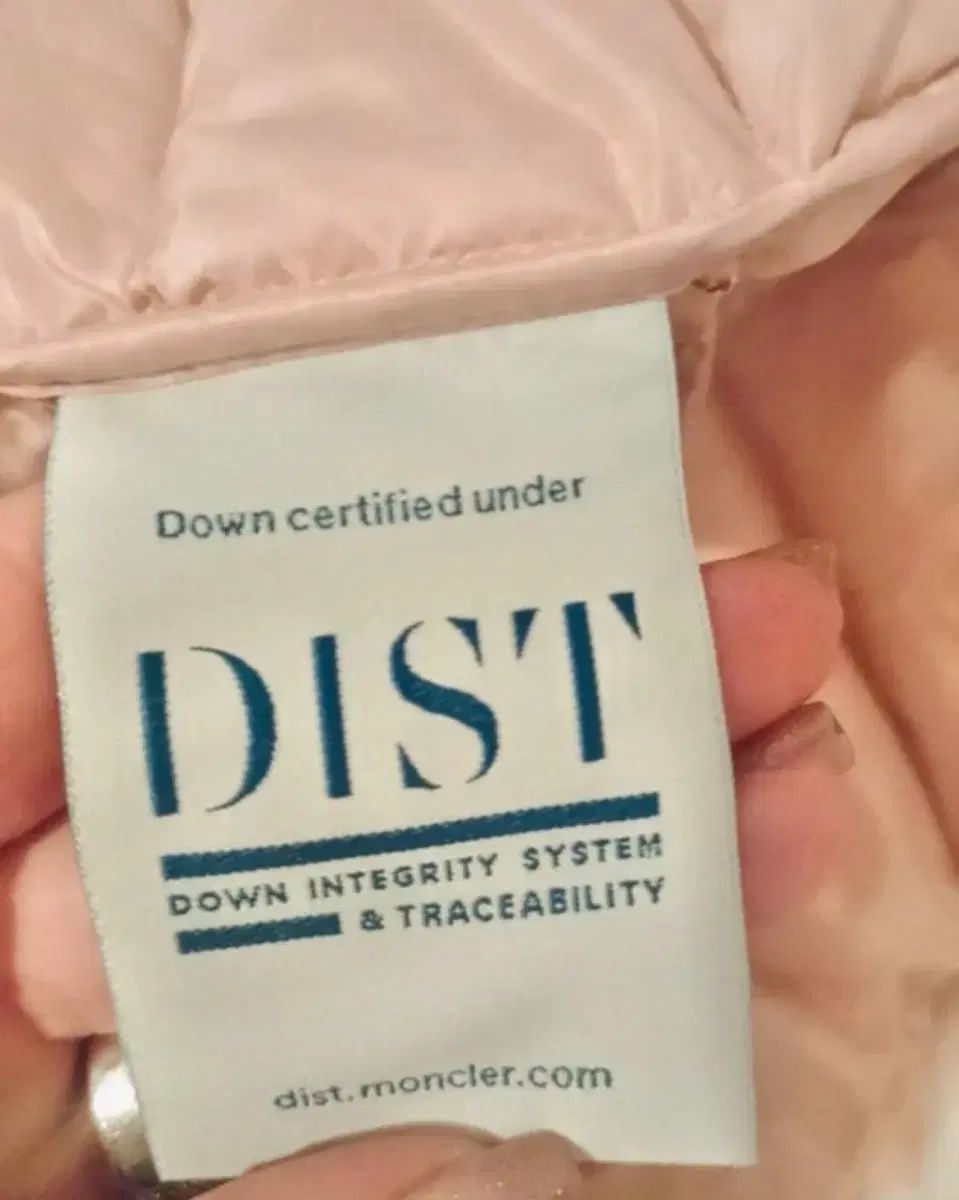 Down certified under
DIST
DOWN INTEGRITY SYSTEM
& TRACEABILITY
dist.moncler.com